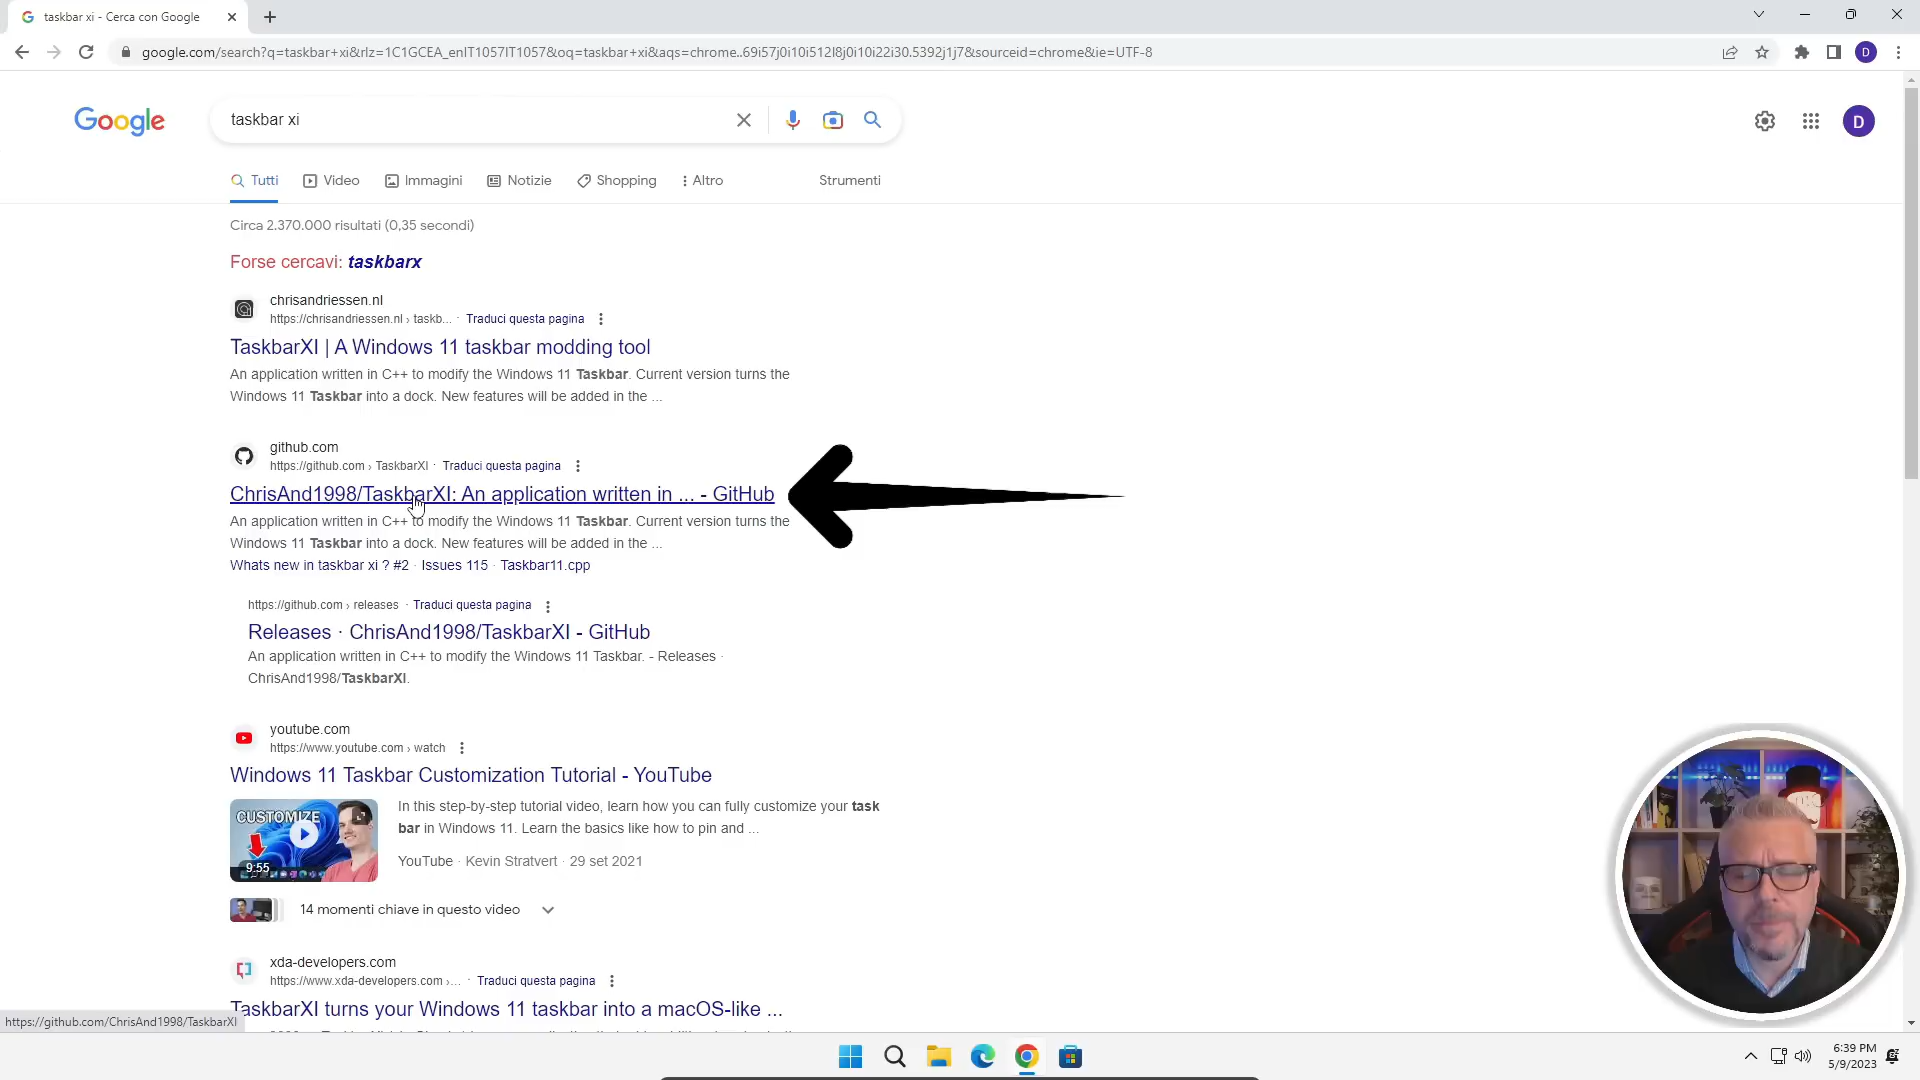 taskbar xi - Cerca con Google
google.com/search?q=taskbar+xi&rlz=1C1GCEA_enIT1057IT1057&oq=taskbar+xi&aqs=chrome..69i57j0i10i512l8j0i10i22i30.5392j1j7&sourceid=chrome&ie=UTF-8
D
Google
taskbar xi
D
Tutti
Video
Immagini
Notizie
Shopping
Altro
Strumenti
Circa 2.370.000 risultati (0,35 secondi)
Forse cercavi: taskbarx
chrisandriessen.nl
https://chrisandriessen.nl › taskb... · Traduci questa pagina
TaskbarXI | A Windows 11 taskbar modding tool
An application written in C++ to modify the Windows 11 Taskbar. Current version turns the
Windows 11 Taskbar into a dock. New features will be added in the ...
github.com
https://github.com › TaskbarXI · Traduci questa pagina
ChrisAnd1998/TaskbarXI: An application written in ... - GitHub
An application written in C++ to modify the Windows 11 Taskbar. Current version turns the
Windows 11 Taskbar into a dock. New features will be added in the ...
Whats new in taskbar xi ? #2 · Issues 115 · Taskbar11.cpp
https://github.com › releases · Traduci questa pagina
Releases · ChrisAnd1998/TaskbarXI - GitHub
An application written in C++ to modify the Windows 11 Taskbar. - Releases ·
ChrisAnd1998/TaskbarXI.
youtube.com
https://www.youtube.com › watch
Windows 11 Taskbar Customization Tutorial - YouTube
CUSTOMIZE
9:55
In this step-by-step tutorial video, learn how you can fully customize your task
bar in Windows 11. Learn the basics like how to pin and ...
YouTube · Kevin Stratvert · 29 set 2021
14 momenti chiave in questo video
xda-developers.com
https://www.xda-developers.com ›... · Traduci questa pagina
TaskbarXI turns your Windows 11 taskbar into a macOS-like ...
https://github.com/ChrisAnd1998/TaskbarXI
6:39 PM
5/9/2023